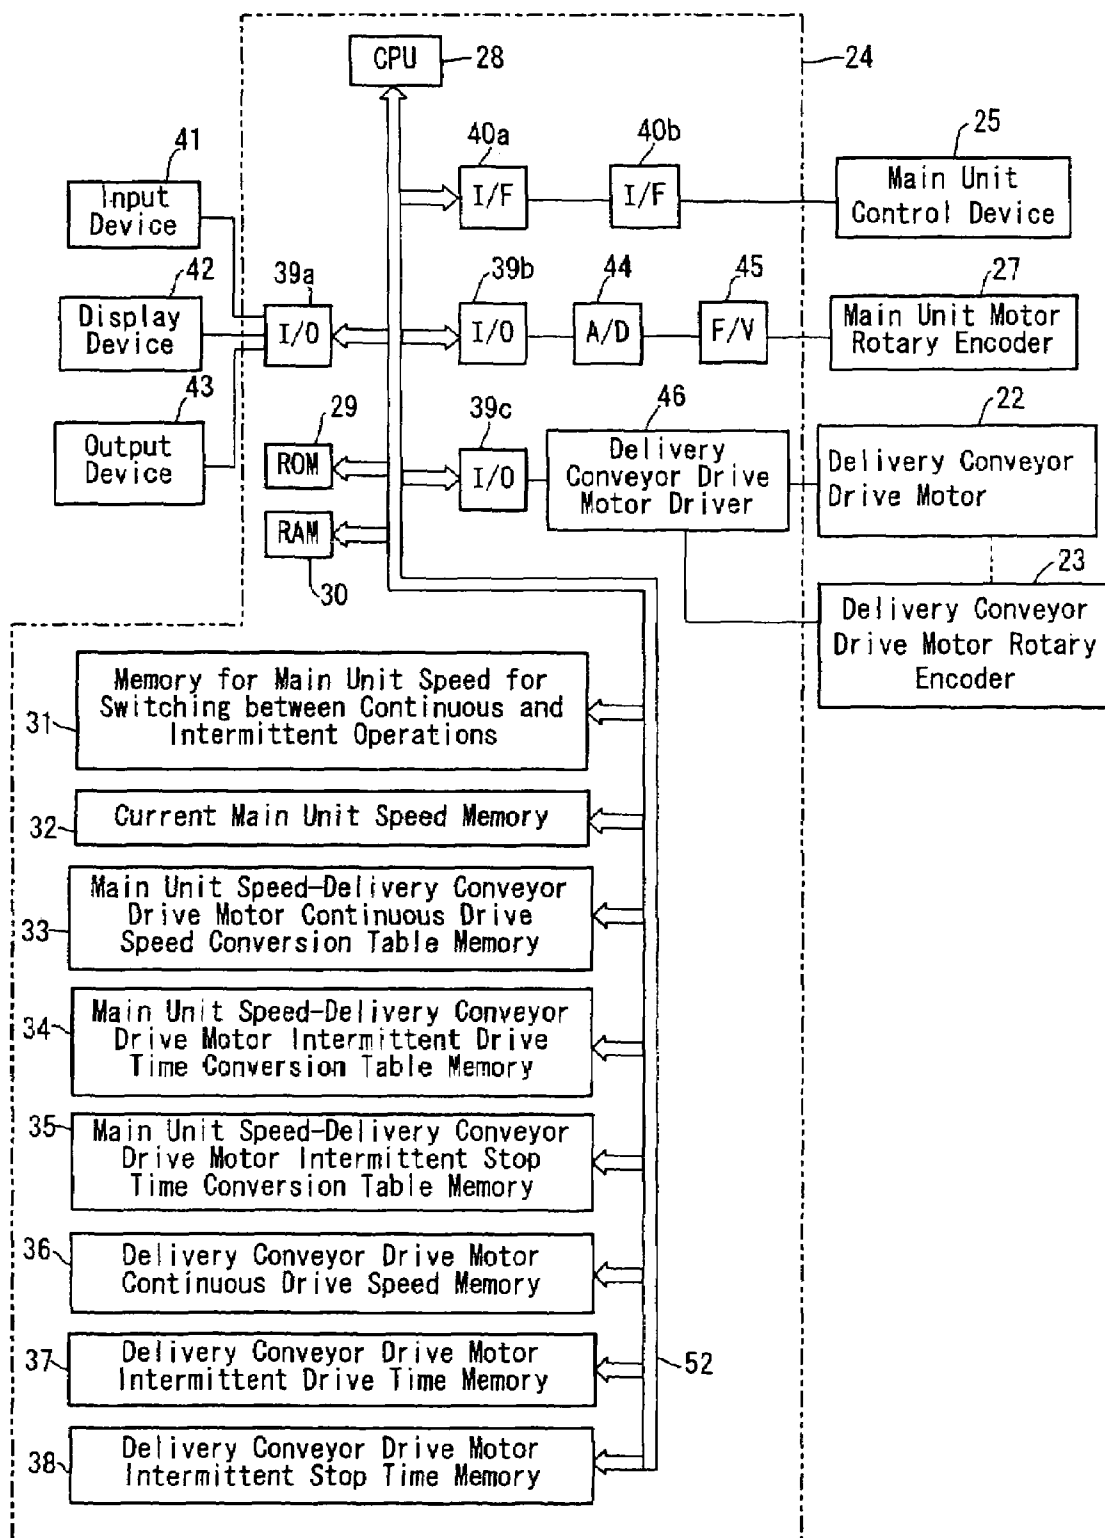 CPU
28
24
41
Input
Device
40a
I/F
40b
I/F
25
Main Unit
Control Device
42
Display
Device
39a
I/O
39b
I/O
44
A/D
45
F/V
27
Main Unit Motor
Rotary Encoder
43
Output
Device
29
ROM
39c
I/O
46
Delivery
Conveyor Drive
Motor Driver
22
Delivery Conveyor
Drive Motor
RAM
30
23
Delivery Conveyor
Drive Motor Rotary
Encoder
31
Memory for Main Unit Speed for
Switching between Continuous and
Intermittent Operations
32
Current Main Unit Speed Memory
33
Main Unit Speed-Delivery Conveyor
Drive Motor Continuous Drive
Speed Conversion Table Memory
34
Main Unit Speed-Delivery Conveyor
Drive Motor Intermittent Drive
Time Conversion Table Memory
35
Main Unit Speed-Delivery Conveyor
Drive Motor Intermittent Stop
Time Conversion Table Memory
36
Delivery Conveyor Drive Motor
Continuous Drive Speed Memory
37
Delivery Conveyor Drive Motor
Intermittent Drive Time Memory
52
38
Delivery Conveyor Drive Motor
Intermittent Stop Time Memory